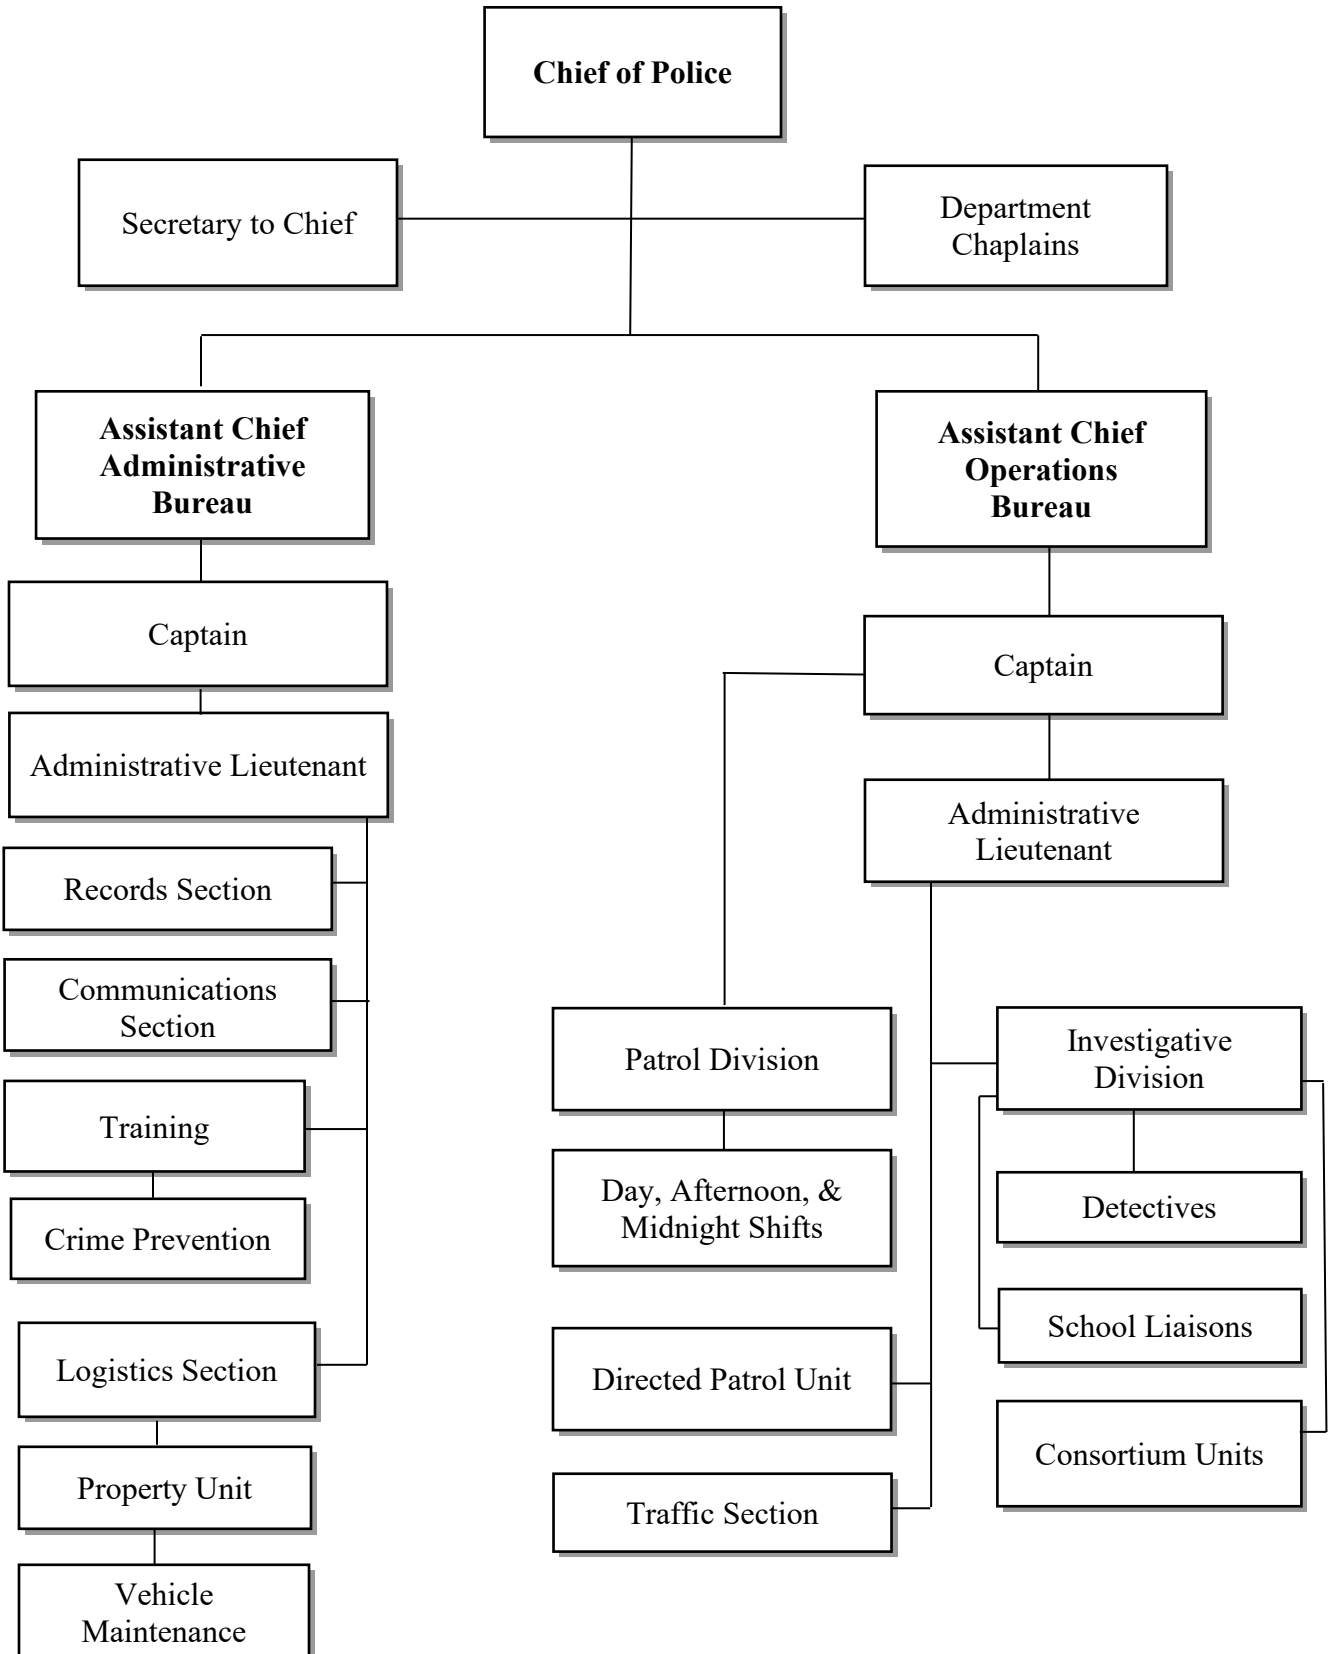 Chief of Police
Secretary to Chief
Department
Chaplains
Assistant Chief
Administrative
Bureau
Assistant Chief
Operations
Bureau
Captain
Captain
Administrative Lieutenant
Administrative
Lieutenant
Records Section
Communications
Section
Training
Crime Prevention
Logistics Section
Property Unit
Vehicle
Maintenance
Patrol Division
Day, Afternoon, &
Midnight Shifts
Directed Patrol Unit
Traffic Section
Investigative
Division
Detectives
School Liaisons
Consortium Units